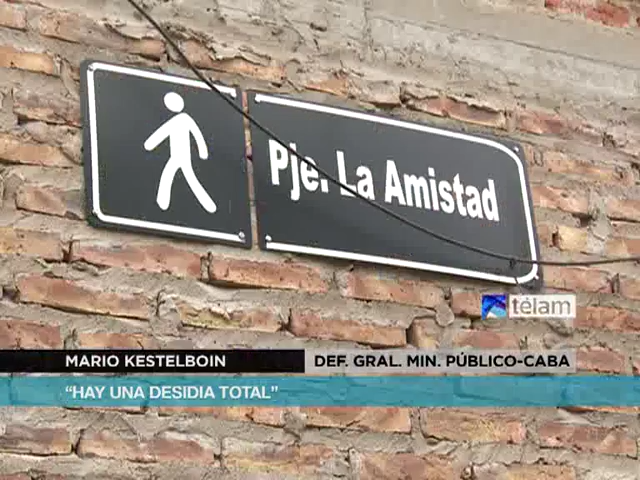 Pje. La Amistad
télam
MARIO KESTELBOIN
DEF. GRAL. MIN. PÚBLICO-CABA
“HAY UNA DESIDIA TOTAL”